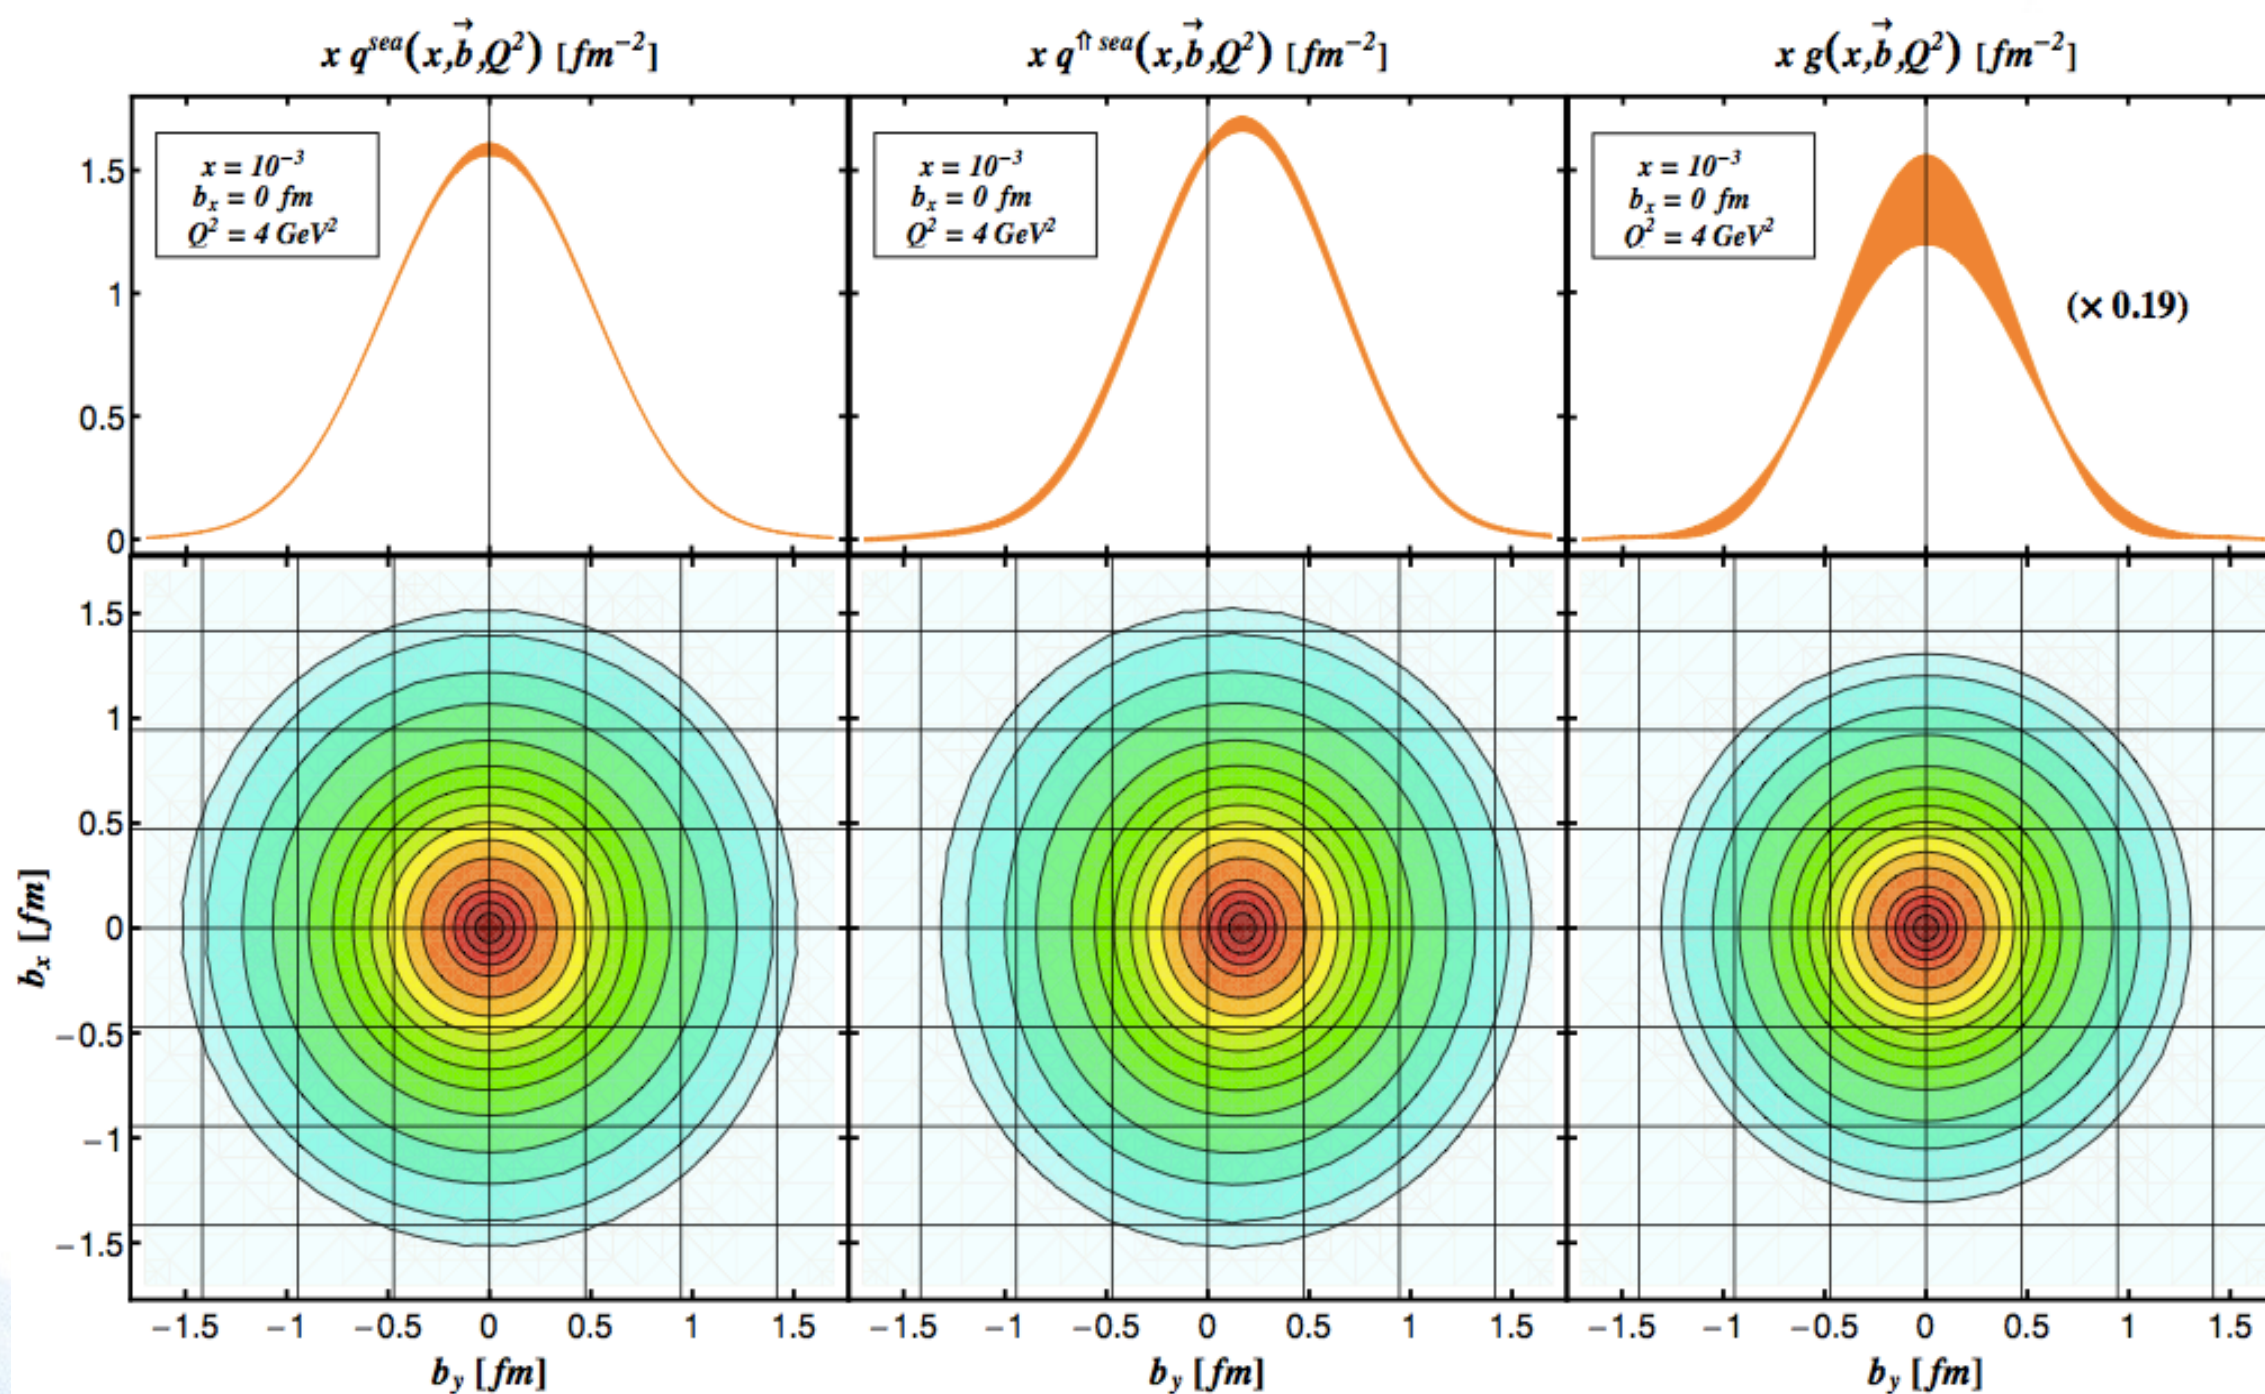 x q^sea(x,b⃗,Q²) [fm⁻²]
x q^⇑ sea(x,b⃗,Q²) [fm⁻²]
x g(x,b⃗,Q²) [fm⁻²]
x = 10⁻³
b_x = 0 fm
Q² = 4 GeV²
x = 10⁻³
b_x = 0 fm
Q² = 4 GeV²
x = 10⁻³
b_x = 0 fm
Q² = 4 GeV²
(× 0.19)
1.5
1
0.5
0
1.5
1
0.5
0
−0.5
−1
−1.5
b_x [fm]
−1.5 −1 −0.5 0 0.5 1 1.5
−1.5 −1 −0.5 0 0.5 1 1.5
−1.5 −1 −0.5 0 0.5 1 1.5
b_y [fm]
b_y [fm]
b_y [fm]